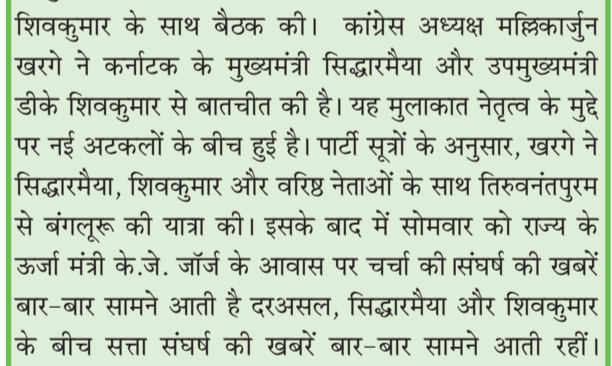 शिवकुमार के साथ बैठक की। कांग्रेस अध्यक्ष मल्लिकार्जुन
खरगे ने कर्नाटक के मुख्यमंत्री सिद्धारमैया और उपमुख्यमंत्री
डीके शिवकुमार से बातचीत की है। यह मुलाकात नेतृत्व के मुद्दे
पर नई अटकलों के बीच हुई है। पार्टी सूत्रों के अनुसार, खरगे ने
सिद्धारमैया, शिवकुमार और वरिष्ठ नेताओं के साथ तिरुवनंतपुरम
से बंगलूरू की यात्रा की। इसके बाद में सोमवार को राज्य के
ऊर्जा मंत्री के.जे. जॉर्ज के आवास पर चर्चा की।संघर्ष की खबरें
बार-बार सामने आती है दरअसल, सिद्धारमैया और शिवकुमार
के बीच सत्ता संघर्ष की खबरें बार-बार सामने आती रहीं।